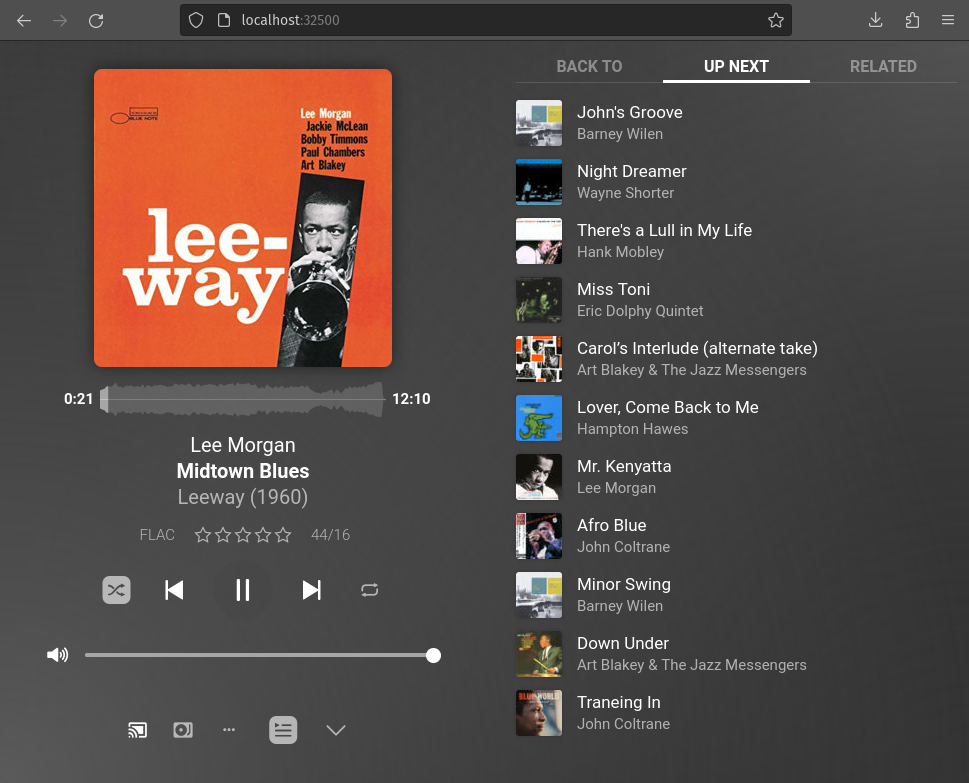 localhost:32500
BLUE NOTE
Lee Morgan
Jackie McLean
Bobby Timmons
Paul Chambers
Art Blakey
lee-
way
0:21
12:10
Lee Morgan
Midtown Blues
Leeway (1960)
FLAC
44/16
BACK TO
UP NEXT
RELATED
John's Groove
Barney Wilen
Night Dreamer
Wayne Shorter
There's a Lull in My Life
Hank Mobley
Miss Toni
Eric Dolphy Quintet
Carol’s Interlude (alternate take)
Art Blakey & The Jazz Messengers
Lover, Come Back to Me
Hampton Hawes
Mr. Kenyatta
Lee Morgan
Afro Blue
John Coltrane
Minor Swing
Barney Wilen
Down Under
Art Blakey & The Jazz Messengers
BLUE WORLD
Traneing In
John Coltrane